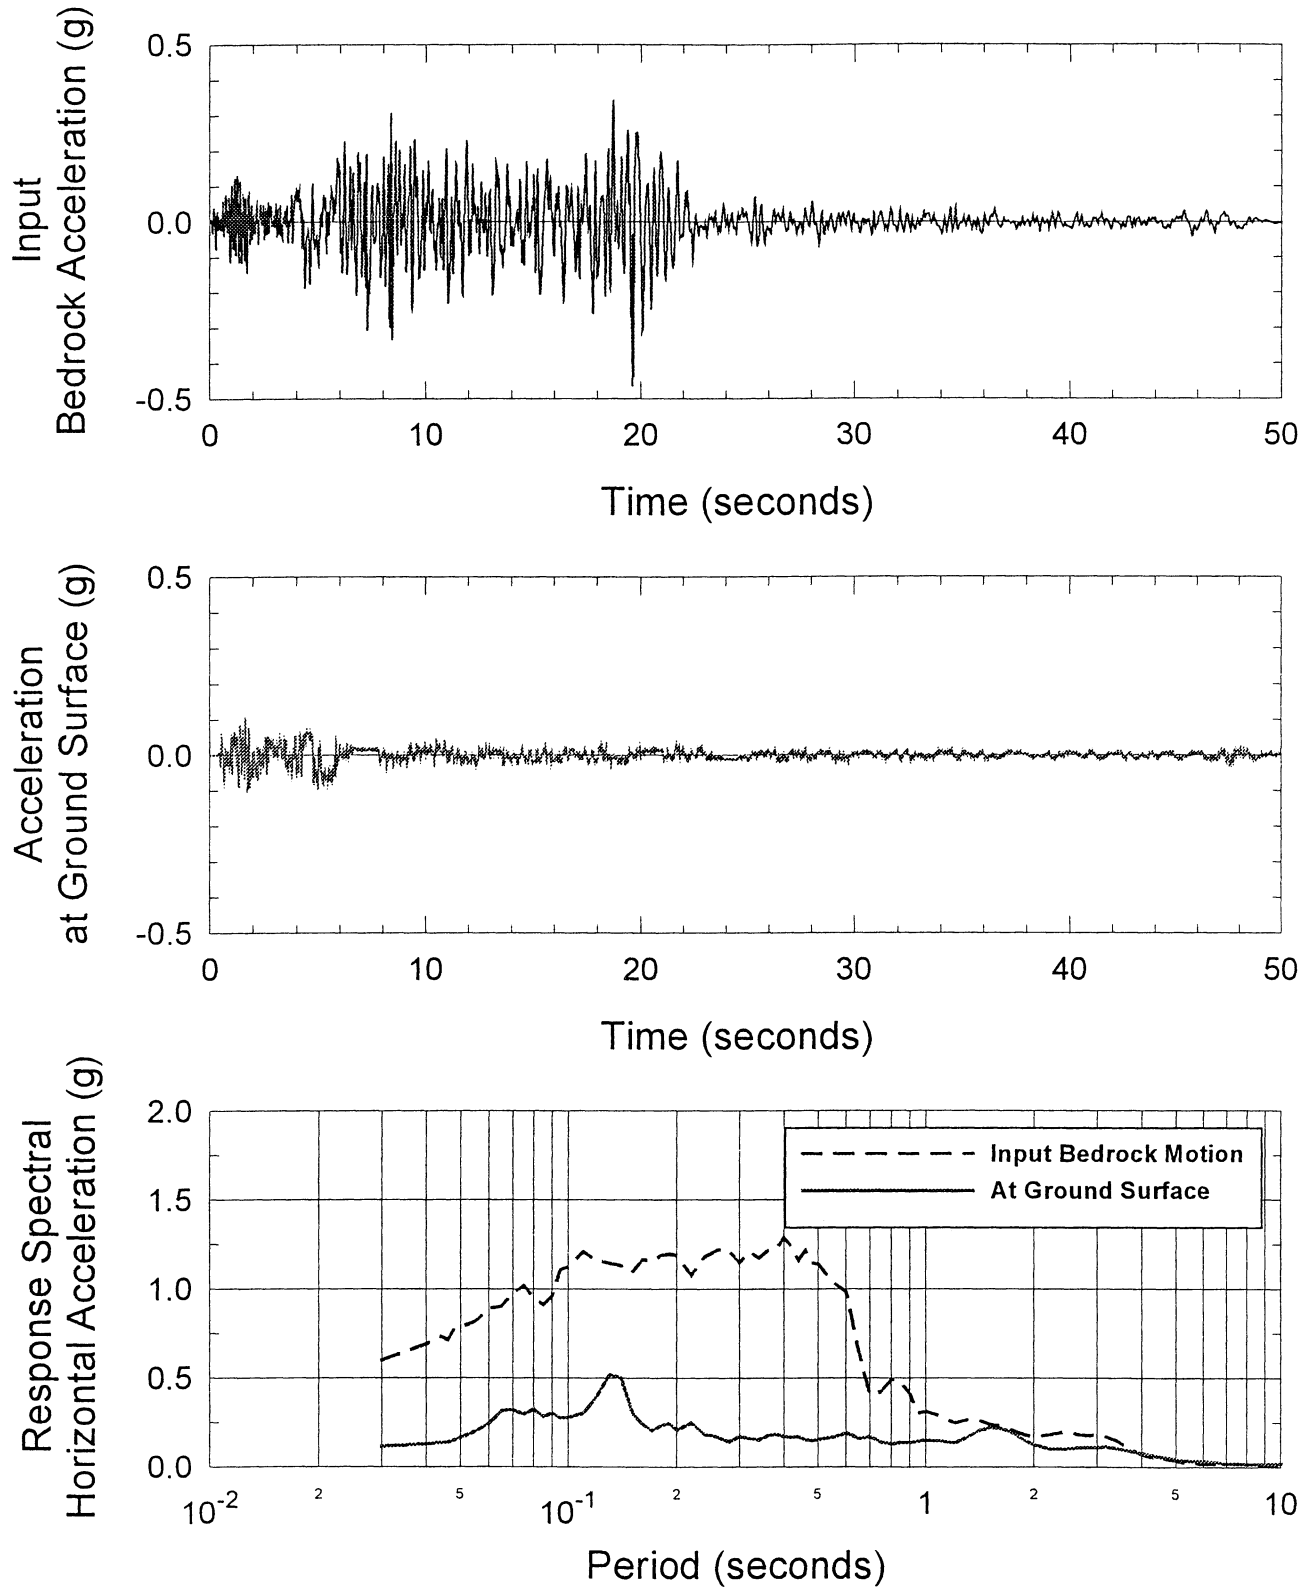 Input
Bedrock Acceleration (g)
0.5
0.0
-0.5
0 10 20 30 40 50
Time (seconds)
Acceleration
at Ground Surface (g)
0.5
0.0
-0.5
0 10 20 30 40 50
Time (seconds)
Response Spectral
Horizontal Acceleration (g)
2.0
1.5
1.0
0.5
0.0
Input Bedrock Motion
At Ground Surface
10-2 2 5 10-1 2 5 1 2 5 10
Period (seconds)